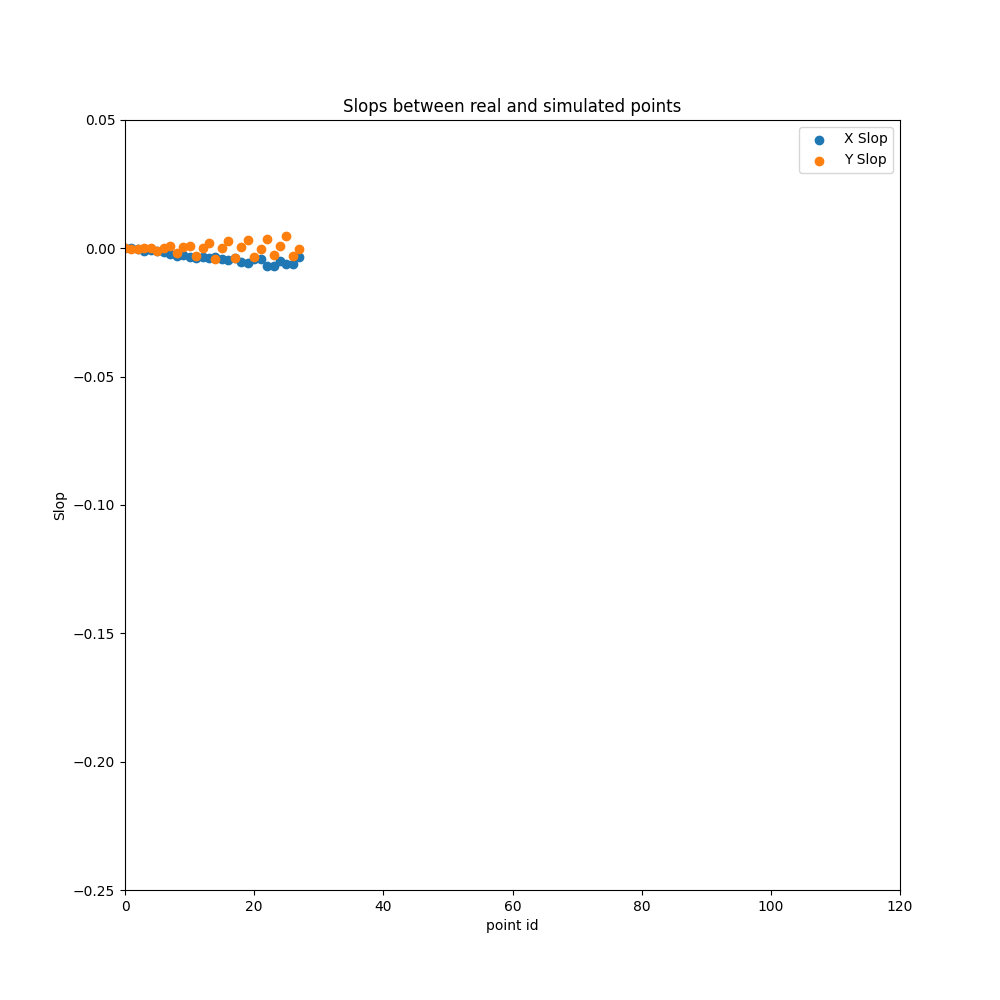 Slops between real and simulated points
X Slop
Y Slop
0.05
0.00
−0.05
−0.10
−0.15
−0.20
−0.25
Slop
0 20 40 60 80 100 120
point id